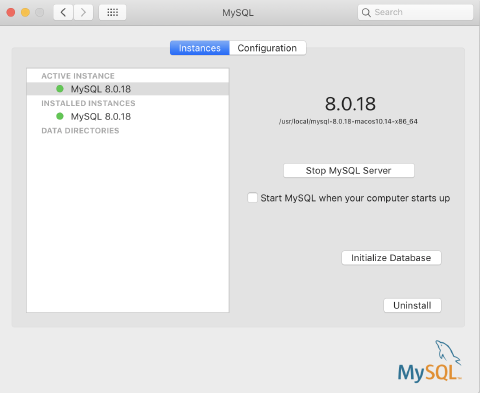 MySQL
Search
Instances
Configuration
ACTIVE INSTANCE
MySQL 8.0.18
INSTALLED INSTANCES
MySQL 8.0.18
DATA DIRECTORIES
8.0.18
/usr/local/mysql-8.0.18-macos10.14-x86_64
Stop MySQL Server
Start MySQL when your computer starts up
Initialize Database
Uninstall
MySQL™